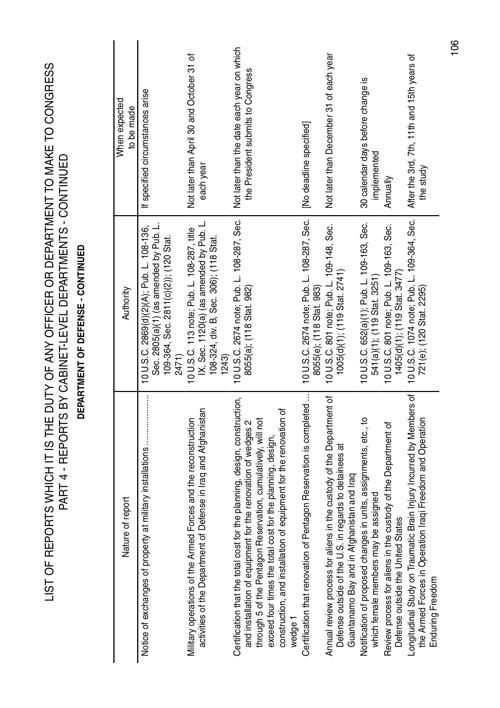 LIST OF REPORTS WHICH IT IS THE DUTY OF ANY OFFICER OR DEPARTMENT TO MAKE TO CONGRESS
PART 4 - REPORTS BY CABINET-LEVEL DEPARTMENTS - CONTINUED
DEPARTMENT OF DEFENSE - CONTINUED
Nature of report
Authority
When expected
to be made
Notice of exchanges of property at military installations ....................
10 U.S.C. 2869(d)(2)(A); Pub. L. 108-136,
Sec. 2805(a)(1) (as amended by Pub. L.
109-364, Sec. 2811(c)(2)); (120 Stat.
2471)
If specified circumstances arise
Military operations of the Armed Forces and the reconstruction
activities of the Department of Defense in Iraq and Afghanistan
10 U.S.C. 113 note; Pub. L. 108-287, title
IX, Sec. 1120(a) (as amended by Pub. L.
108-324, div. B, Sec. 306); (118 Stat.
1243)
Not later than April 30 and October 31 of
each year
Certification that the total cost for the planning, design, construction,
and installation of equipment for the renovation of wedges 2
through 5 of the Pentagon Reservation, cumulatively, will not
exceed four times the total cost for the planning, design,
construction, and installation of equipment for the renovation of
wedge 1
10 U.S.C. 2674 note; Pub. L. 108-287, Sec.
8055(a); (118 Stat. 982)
Not later than the date each year on which
the President submits to Congress
Certification that renovation of Pentagon Reservation is completed ...
10 U.S.C. 2674 note; Pub. L. 108-287, Sec.
8055(e); (118 Stat. 983)
[No deadline specified]
Annual review process for aliens in the custody of the Department of
Defense outside of the U.S. in regards to detainees at
Guantanamo Bay and in Afghanistan and Iraq
10 U.S.C. 801 note; Pub. L. 109-148, Sec.
1005(d)(1); (119 Stat. 2741)
Not later than December 31 of each year
Notification of proposed changes in units, assignments, etc., to
which female members may be assigned
10 U.S.C. 652(a)(1); Pub. L. 109-163, Sec.
541(a)(1); (119 Stat. 3251)
30 calendar days before change is
implemented
Review process for aliens in the custody of the Department of
Defense outside the United States
10 U.S.C. 801 note; Pub. L. 109-163, Sec.
1405(d)(1); (119 Stat. 3477)
Annually
Longitudinal Study on Traumatic Brain Injury Incurred by Members of
the Armed Forces in Operation Iraqi Freedom and Operation
Enduring Freedom
10 U.S.C. 1074 note; Pub. L. 109-364, Sec.
721(e); (120 Stat. 2295)
After the 3rd, 7th, 11th and 15th years of
the study
106